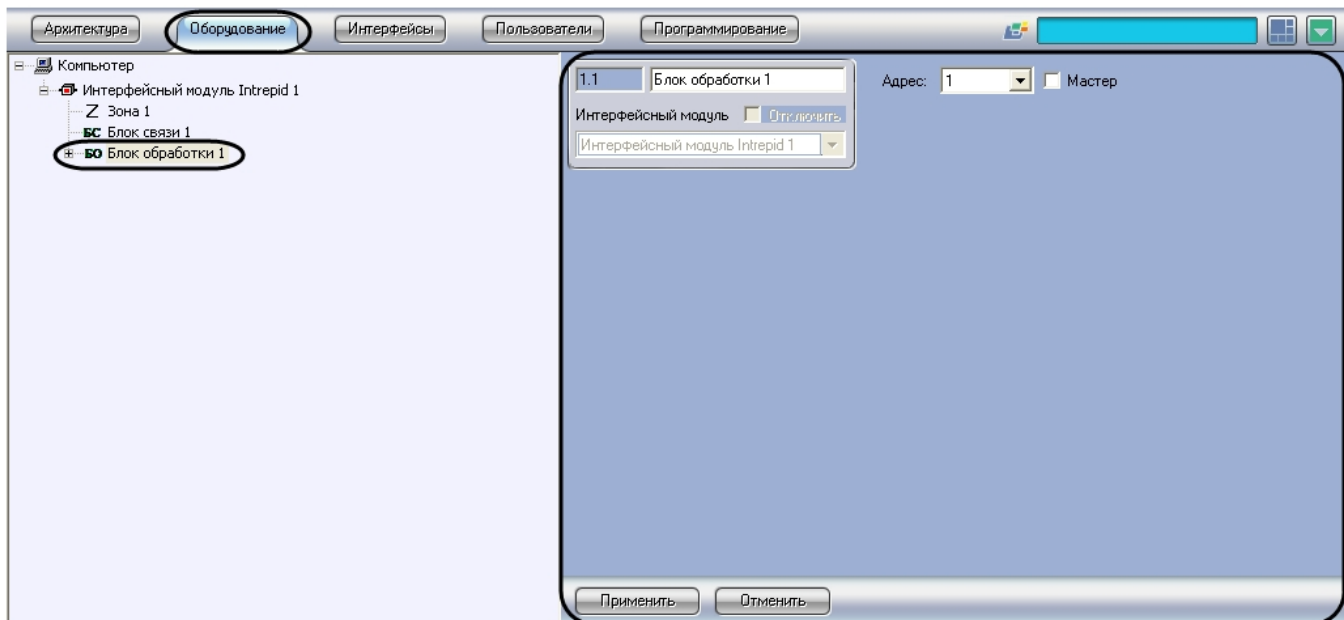 Архитектура Оборудование Интерфейсы Пользователи Программирование
Компьютер
Интерфейсный модуль Intrepid 1
Z Зона 1
БС Блок связи 1
БО Блок обработки 1
1.1 Блок обработки 1 Адрес: 1 Мастер
Интерфейсный модуль Отключить
Интерфейсный модуль Intrepid 1
Применить Отменить